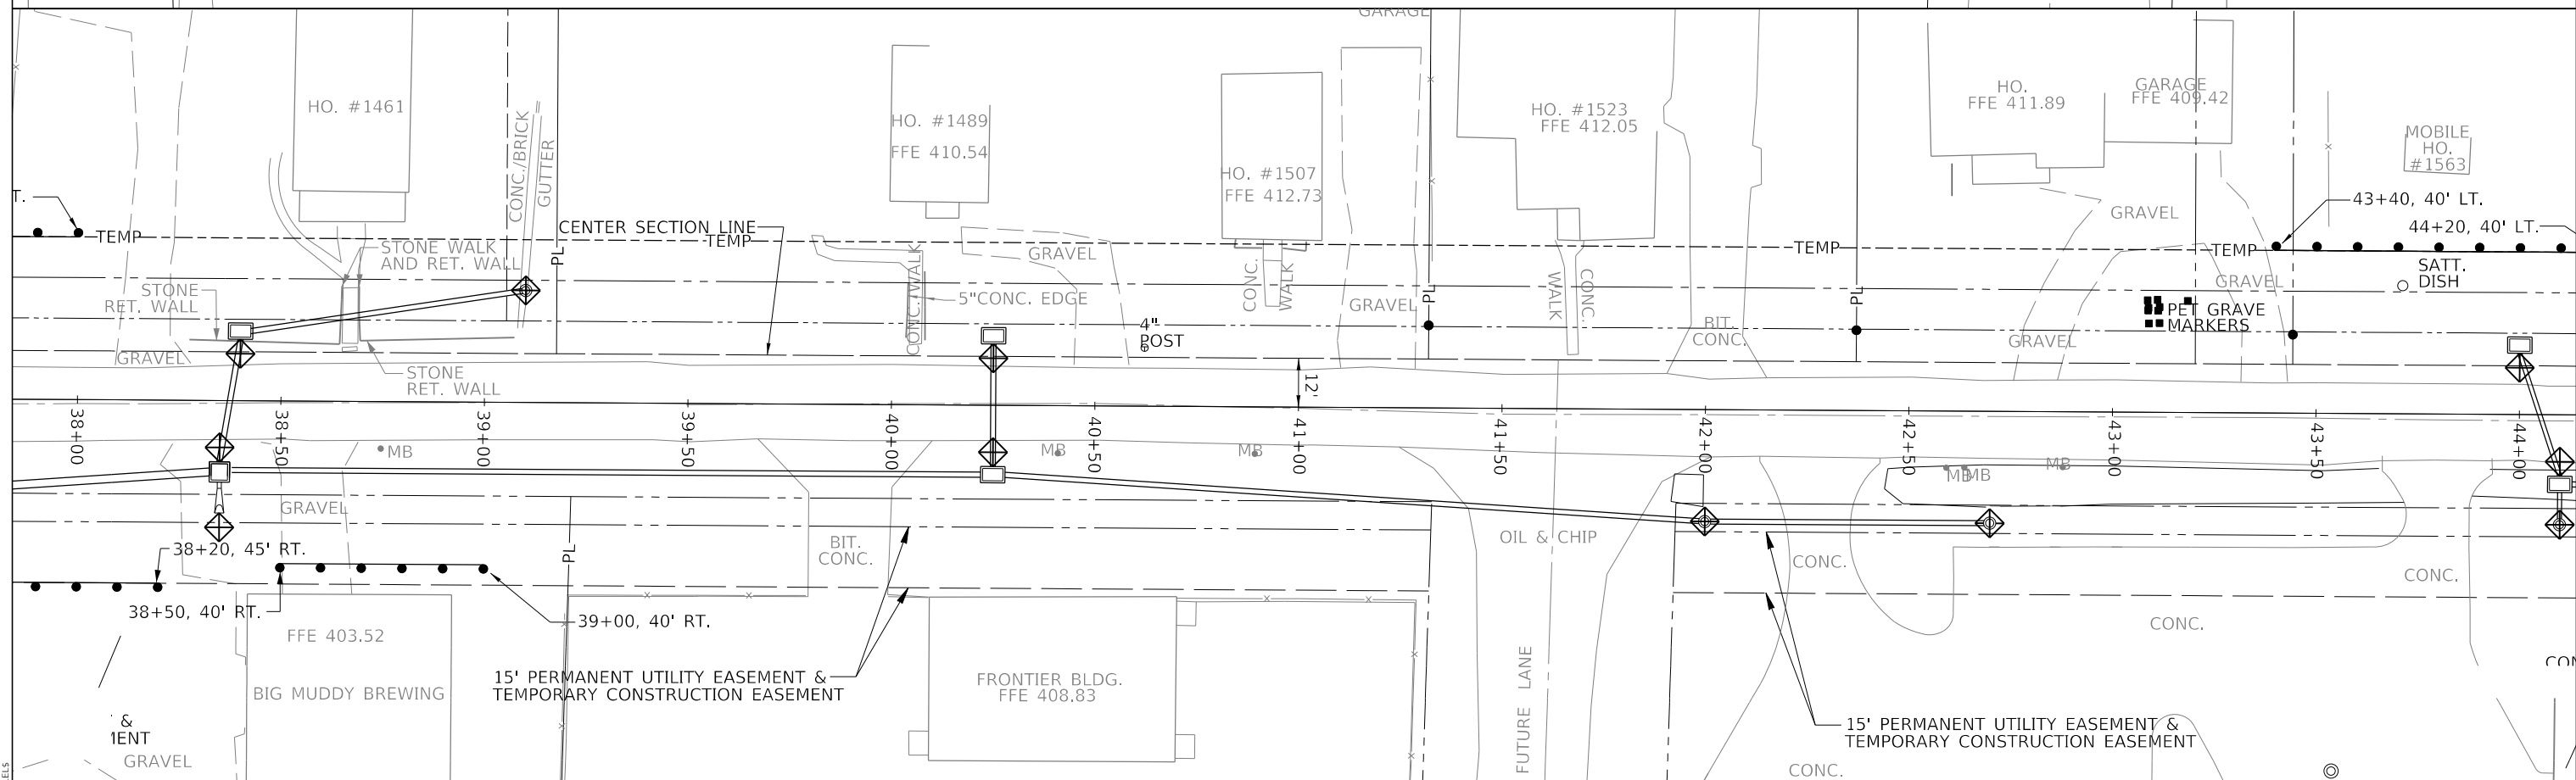 GARAGE
HO. #1461
HO. #1489
FFE 410.54
HO. #1507
FFE 412.73
HO. #1523
FFE 412.05
HO.
FFE 411.89
GARAGE
FFE 409.42
MOBILE
HO.
#1563
CONC./BRICK
GUTTER
T.
TEMP
CENTER SECTION LINE
TEMP
TEMP
TEMP
43+40, 40' LT.
44+20, 40' LT.
PL
STONE WALK
AND RET. WALL
STONE
RET. WALL
GRAVEL
STONE
RET. WALL
CONC./WALK
5"CONC. EDGE
GRAVEL
4"
POST
CONC.
WALK
GRAVEL
PL
WALK
CONC.
BIT.
CONC.
PL
GRAVEL
GRAVEL
GRAVEL
SATT.
DISH
PET GRAVE
MARKERS
12'
38+00
38+50
39+00
39+50
40+00
40+50
41+00
41+50
42+00
42+50
43+00
43+50
44+00
MB
MB
MB
MB
MB
MB
GRAVEL
38+20, 45' RT.
38+50, 40' RT.
39+00, 40' RT.
PL
BIT.
CONC.
OIL & CHIP
CONC.
CONC.
CONC.
FFE 403.52
BIG MUDDY BREWING
15' PERMANENT UTILITY EASEMENT &
TEMPORARY CONSTRUCTION EASEMENT
FRONTIER BLDG.
FFE 408.83
FUTURE LANE
15' PERMANENT UTILITY EASEMENT &
TEMPORARY CONSTRUCTION EASEMENT
&
MENT
GRAVEL
CONC.
CON
ELS